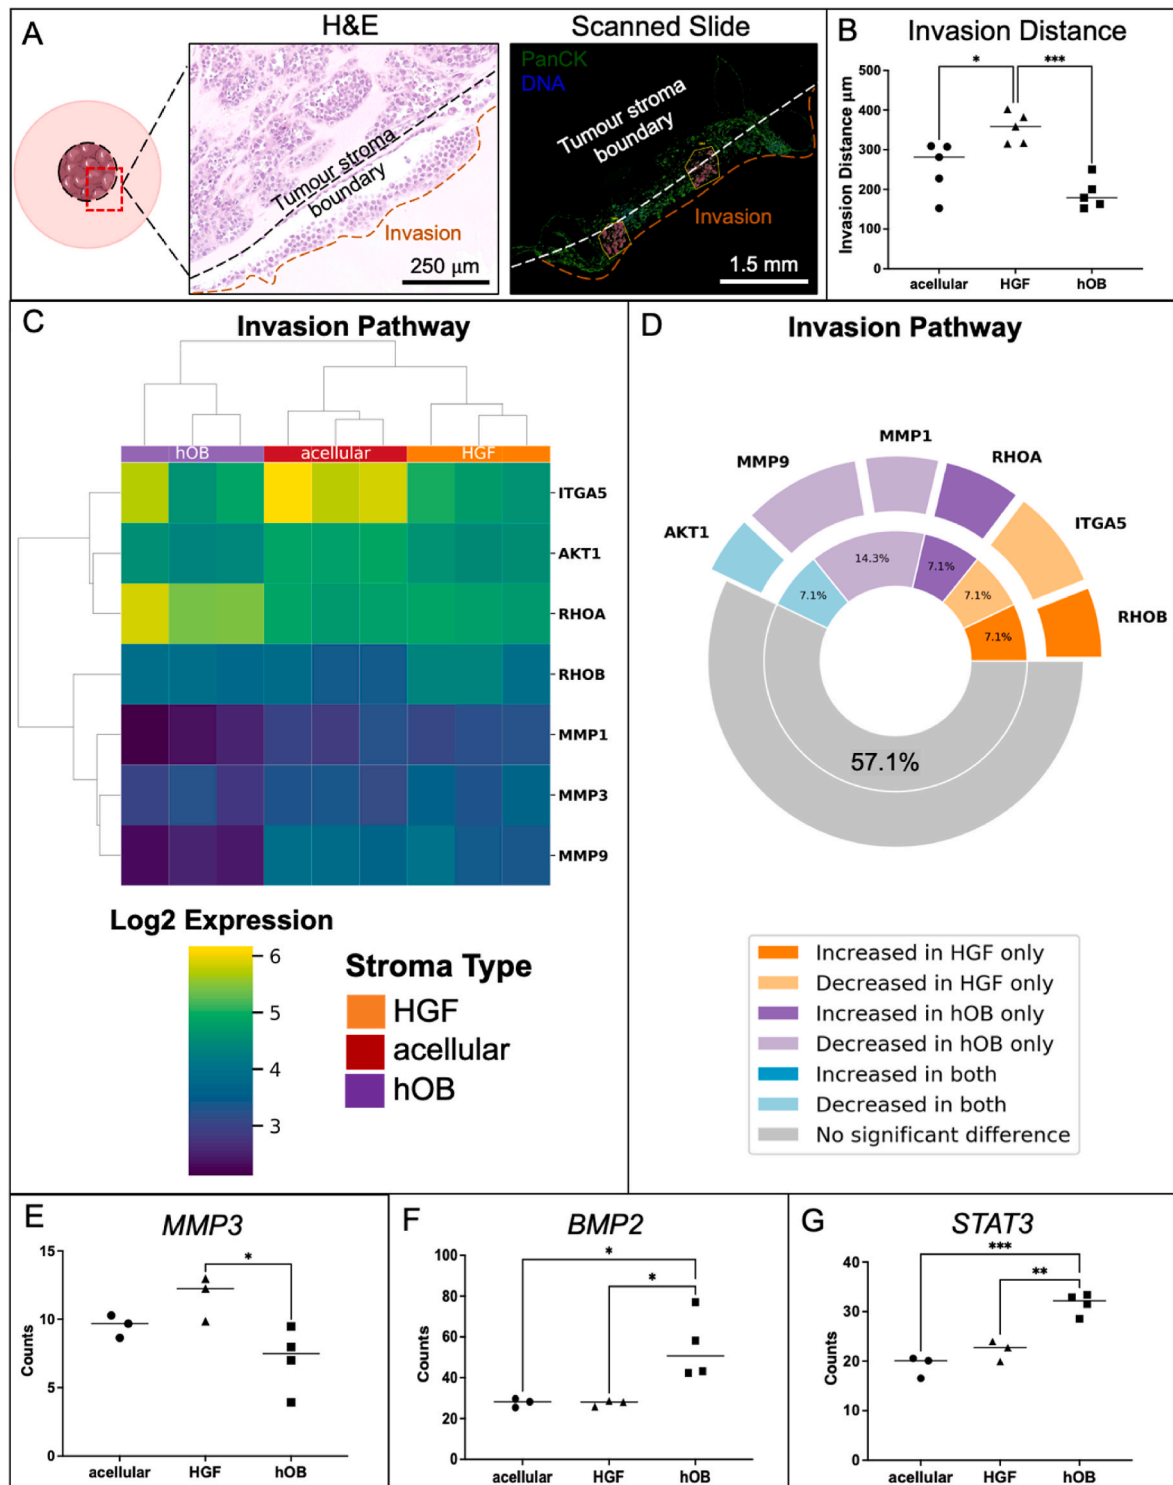 A
H&E
Tumour stroma
boundary
Invasion
250 μm
Scanned Slide
PanCK
DNA
Tumour stroma
boundary
Invasion
1.5 mm
B
Invasion Distance
*
***
Invasion Distance μm
500
400
300
200
100
0
acellular
HGF
hOB
C
Invasion Pathway
hOB
acellular
HGF
ITGA5
AKT1
RHOA
RHOB
MMP1
MMP3
MMP9
Log2 Expression
6
5
4
3
Stroma Type
HGF
acellular
hOB
D
Invasion Pathway
AKT1
MMP9
MMP1
RHOA
ITGA5
RHOB
7.1%
14.3%
7.1%
7.1%
7.1%
57.1%
Increased in HGF only
Decreased in HGF only
Increased in hOB only
Decreased in hOB only
Increased in both
Decreased in both
No significant difference
E
MMP3
*
Counts
15
10
5
0
acellular
HGF
hOB
F
BMP2
*
*
Counts
100
80
60
40
20
0
acellular
HGF
hOB
G
STAT3
***
**
Counts
40
30
20
10
0
acellular
HGF
hOB